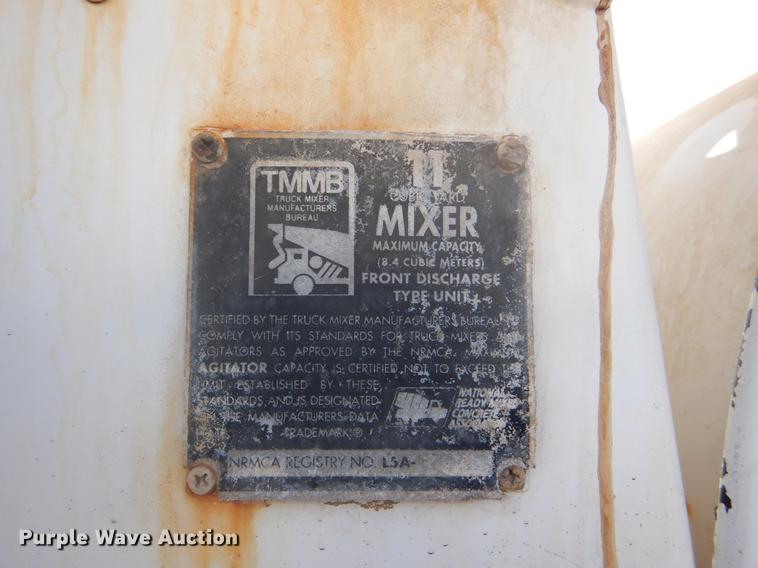 TMMB
TRUCK MIXER
MANUFACTURERS
BUREAU
11
CUBIC YARD
MIXER
MAXIMUM CAPACITY
(8.4 CUBIC METERS)
FRONT DISCHARGE
TYPE UNIT
CERTIFIED BY THE TRUCK MIXER MANUFACTURERS BUREAU TO
COMPLY WITH ITS STANDARDS FOR TRUCK MIXERS AND
AGITATORS AS APPROVED BY THE NRMCA. MAXIMUM
AGITATOR CAPACITY IS CERTIFIED NOT TO EXCEED THE
LIMIT ESTABLISHED BY THESE
STANDARDS, AND IS DESIGNATED
THE MANUFACTURERS DATA
TRADEMARK®
NATIONAL
READY MIXED
CONCRETE
ASSOCIATION
NRMCA REGISTRY NO. L5A-
Purple Wave Auction